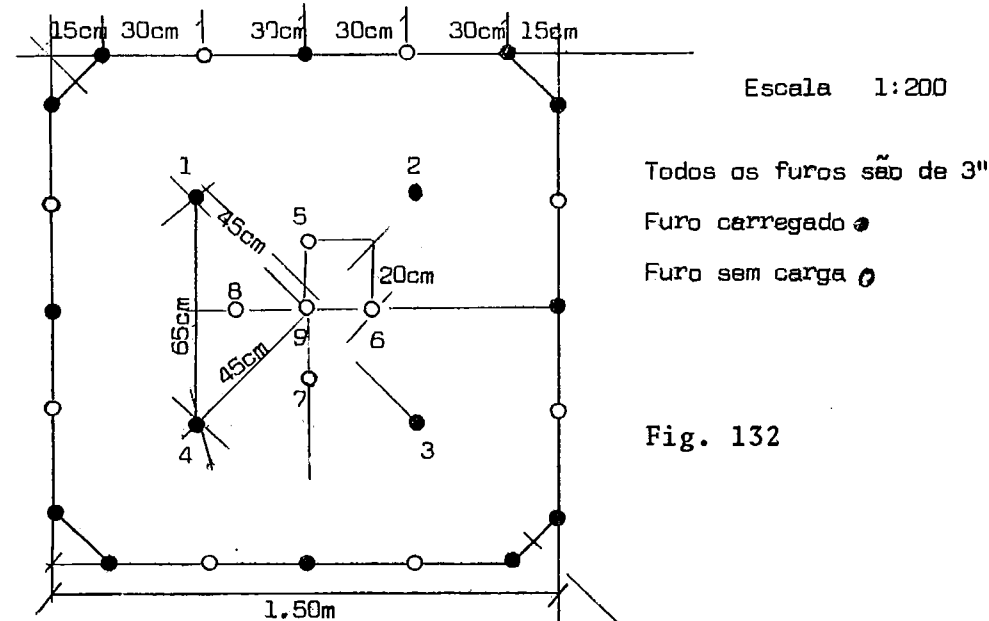 15cm 30cm 30cm 30cm 30cm 15cm
Escala 1:200
1
2
Todos os furos são de 3"
5
45cm
Furo carregado
20cm
Furo sem carga
8
65cm
9
6
45cm
7
Fig. 132
4
3
1.50m